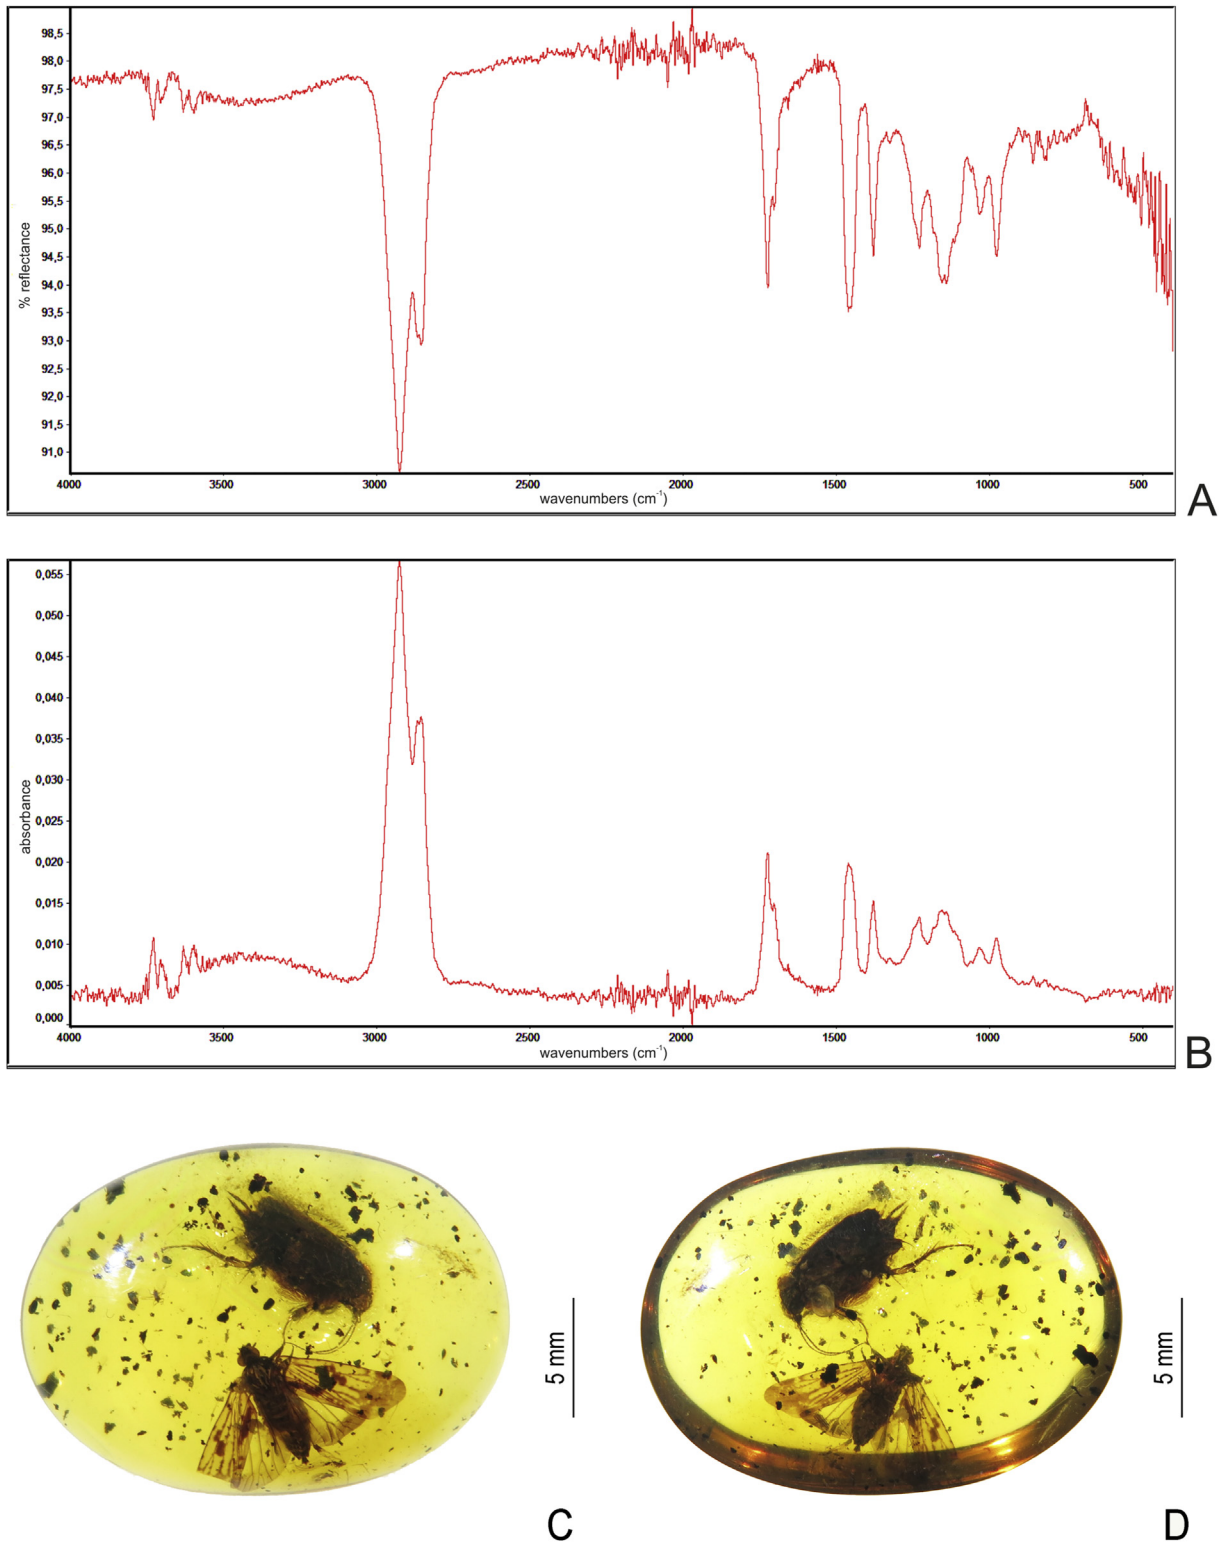 98,5
98,0
97,5
97,0
96,5
96,0
95,5
95,0
94,5
94,0
93,5
93,0
92,5
92,0
91,5
91,0
% reflectance
4000 3500 3000 2500 2000 1500 1000 500
wavenumbers (cm⁻¹)
A
0,055
0,050
0,045
0,040
0,035
0,030
0,025
0,020
0,015
0,010
0,005
0,000
absorbance
4000 3500 3000 2500 2000 1500 1000 500
wavenumbers (cm⁻¹)
B
5 mm
C
5 mm
D